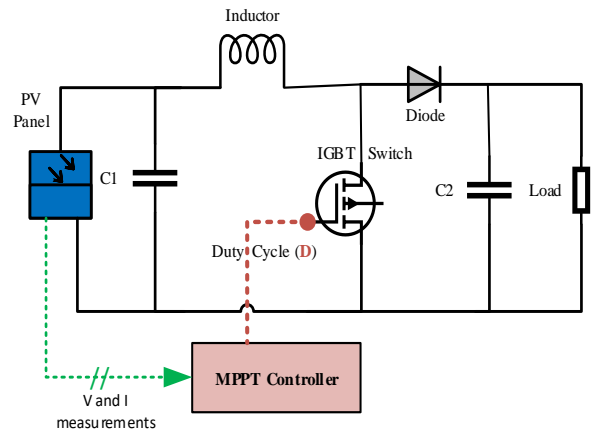 Inductor
PV
Panel
C1
Diode
IGBT Switch
C2
Load
Duty Cycle (D)
MPPT Controller
V and I
measurements